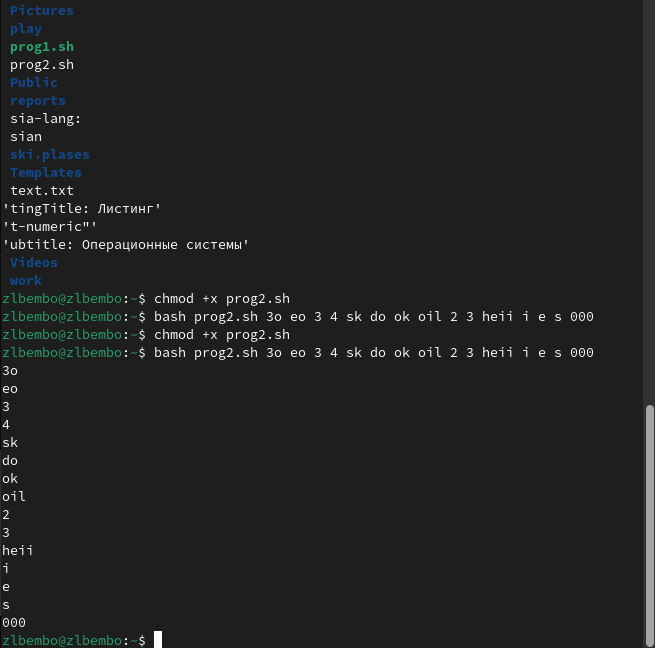 Pictures
play
prog1.sh
prog2.sh
Public
reports
sia-lang:
sian
ski.plases
Templates
text.txt
'tingTitle: Листинг'
't-numeric"'
'ubtitle: Операционные системы'
Videos
work
zlbembo@zlbembo:~$ chmod +x prog2.sh
zlbembo@zlbembo:~$ bash prog2.sh 3o eo 3 4 sk do ok oil 2 3 heii i e s 000
zlbembo@zlbembo:~$ chmod +x prog2.sh
zlbembo@zlbembo:~$ bash prog2.sh 3o eo 3 4 sk do ok oil 2 3 heii i e s 000
3o
eo
3
4
sk
do
ok
oil
2
3
heii
i
e
s
000
zlbembo@zlbembo:~$